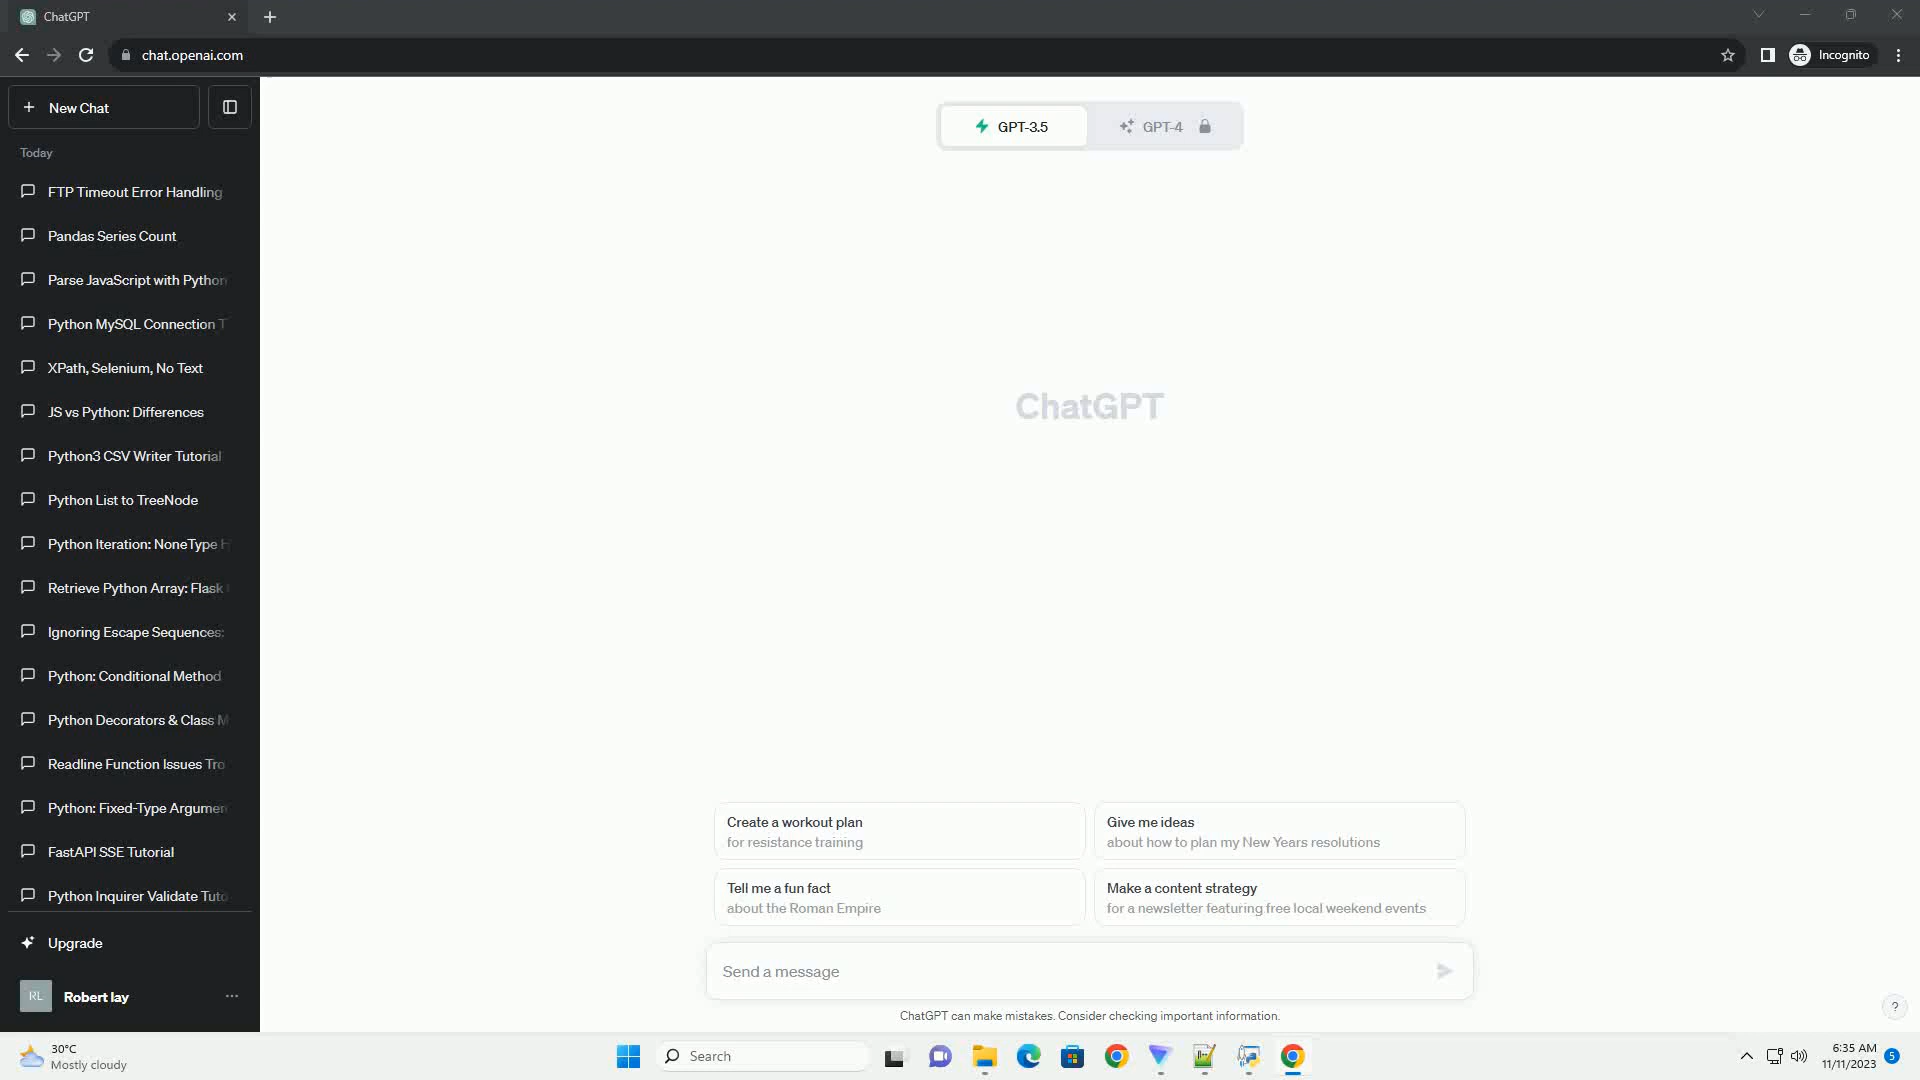 ChatGPT
chat.openai.com
Incognito
New Chat
Today
FTP Timeout Error Handling
Pandas Series Count
Parse JavaScript with Python
Python MySQL Connection T
XPath, Selenium, No Text
JS vs Python: Differences
Python3 CSV Writer Tutorial
Python List to TreeNode
Python Iteration: NoneType H
Retrieve Python Array: Flask
Ignoring Escape Sequences:
Python: Conditional Method
Python Decorators & Class M
Readline Function Issues Tro
Python: Fixed-Type Argumen
FastAPI SSE Tutorial
Python Inquirer Validate Tuto
Upgrade
RL
Robert lay
GPT-3.5
GPT-4
ChatGPT
Create a workout plan
for resistance training
Give me ideas
about how to plan my New Years resolutions
Tell me a fun fact
about the Roman Empire
Make a content strategy
for a newsletter featuring free local weekend events
Send a message
ChatGPT can make mistakes. Consider checking important information.
?
30°C
Mostly cloudy
Search
6:35 AM
11/11/2023
5